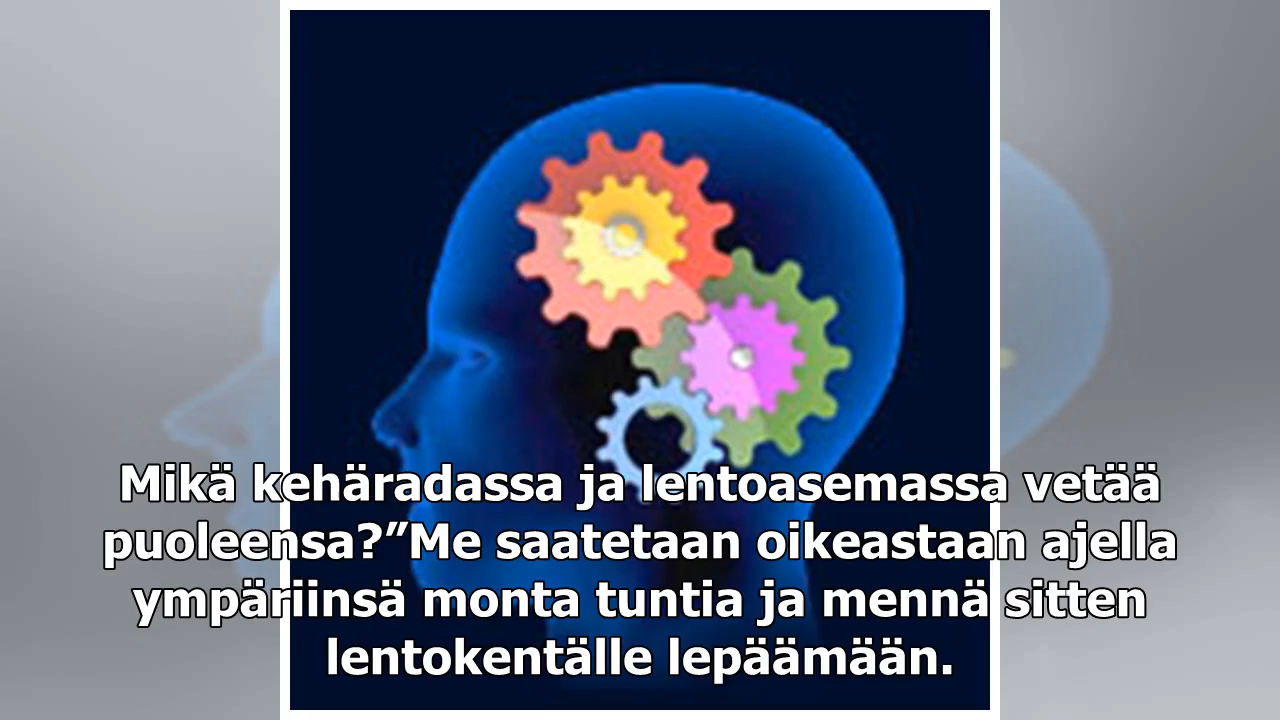 Mikä kehäradassa ja lentoasemassa vetää
puoleensa?”Me saatetaan oikeastaan ajella
ympäriinsä monta tuntia ja mennä sitten
lentokentälle lepäämään.